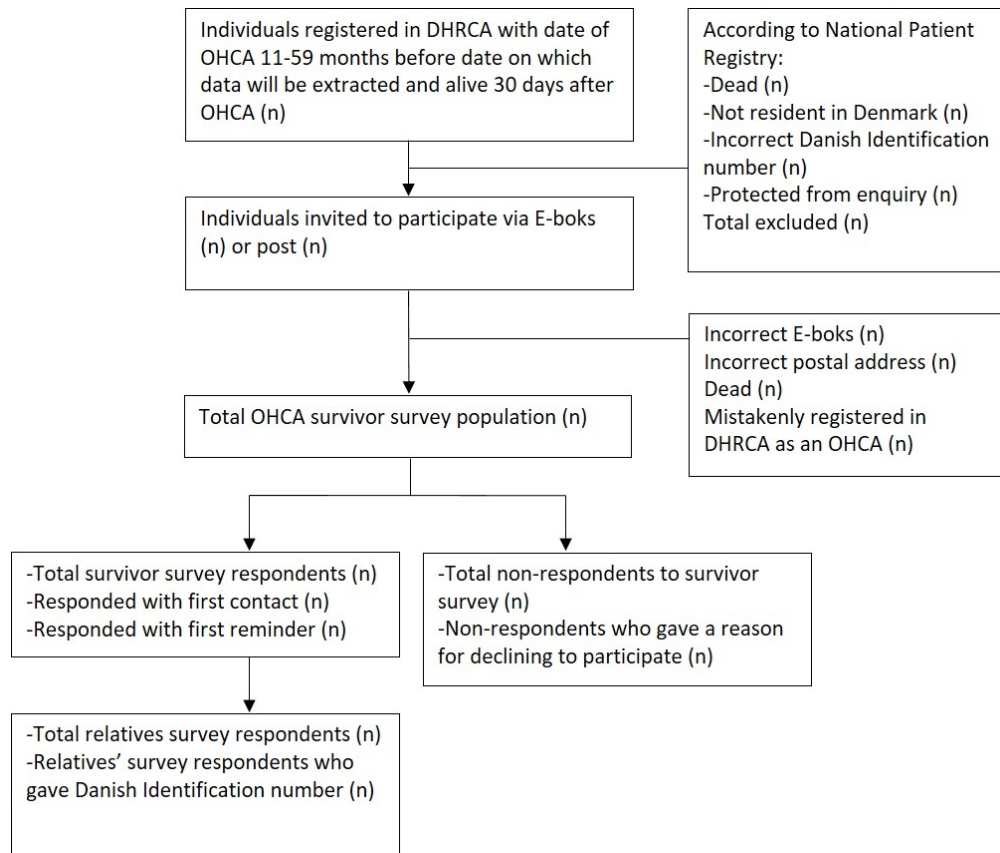 Individuals registered in DHRCA with date of
OHCA 11-59 months before date on which
data will be extracted and alive 30 days after
OHCA (n)
According to National Patient
Registry:
-Dead (n)
-Not resident in Denmark (n)
-Incorrect Danish Identification
number (n)
-Protected from enquiry (n)
Total excluded (n)
Individuals invited to participate via E-boks
(n) or post (n)
Incorrect E-boks (n)
Incorrect postal address (n)
Dead (n)
Mistakenly registered in
DHRCA as an OHCA (n)
Total OHCA survivor survey population (n)
-Total survivor survey respondents (n)
-Responded with first contact (n)
-Responded with first reminder (n)
-Total non-respondents to survivor
survey (n)
-Non-respondents who gave a reason
for declining to participate (n)
-Total relatives survey respondents (n)
-Relatives’ survey respondents who
gave Danish Identification number (n)